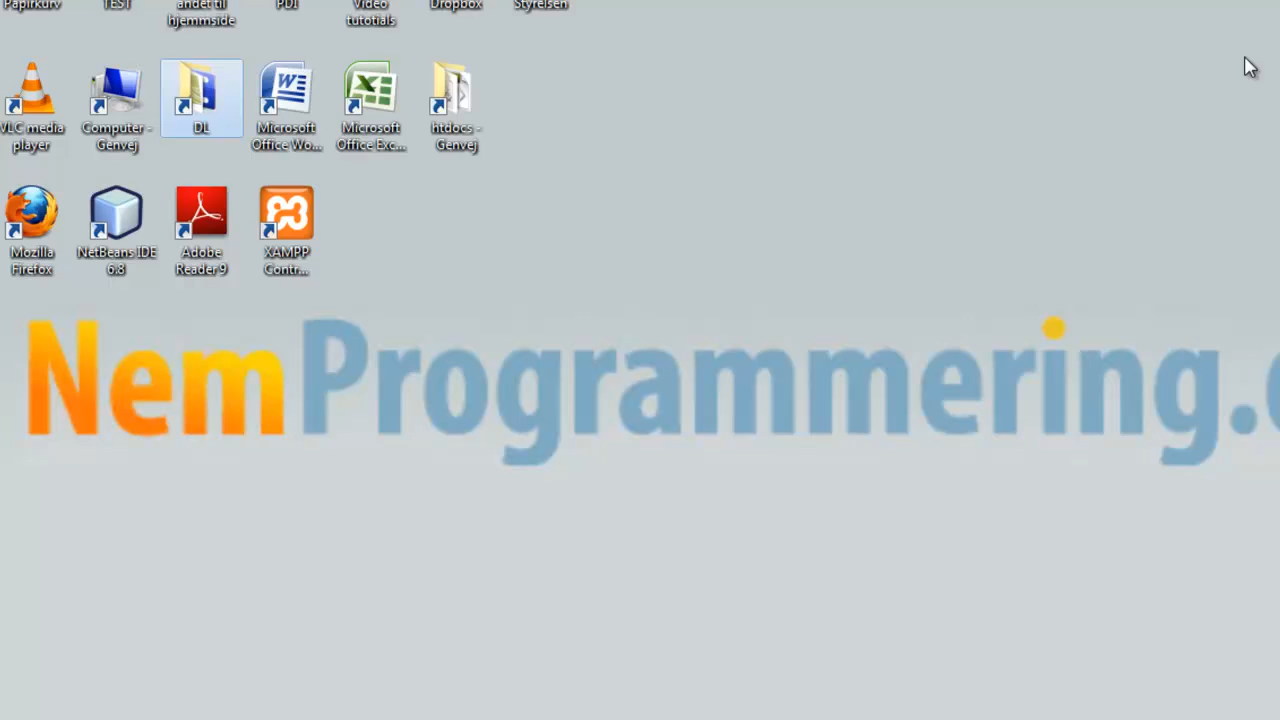 Papirkurv
TEST
andet til
hjemmside
PDI
Video
tutotials
Dropbox
Styrelsen
VLC media
player
Computer -
Genvej
DL
Microsoft
Office Wo...
Microsoft
Office Exc...
htdocs -
Genvej
Mozilla
Firefox
NetBeans IDE
6.8
Adobe
Reader 9
XAMPP
Contr...
NemProgrammering.